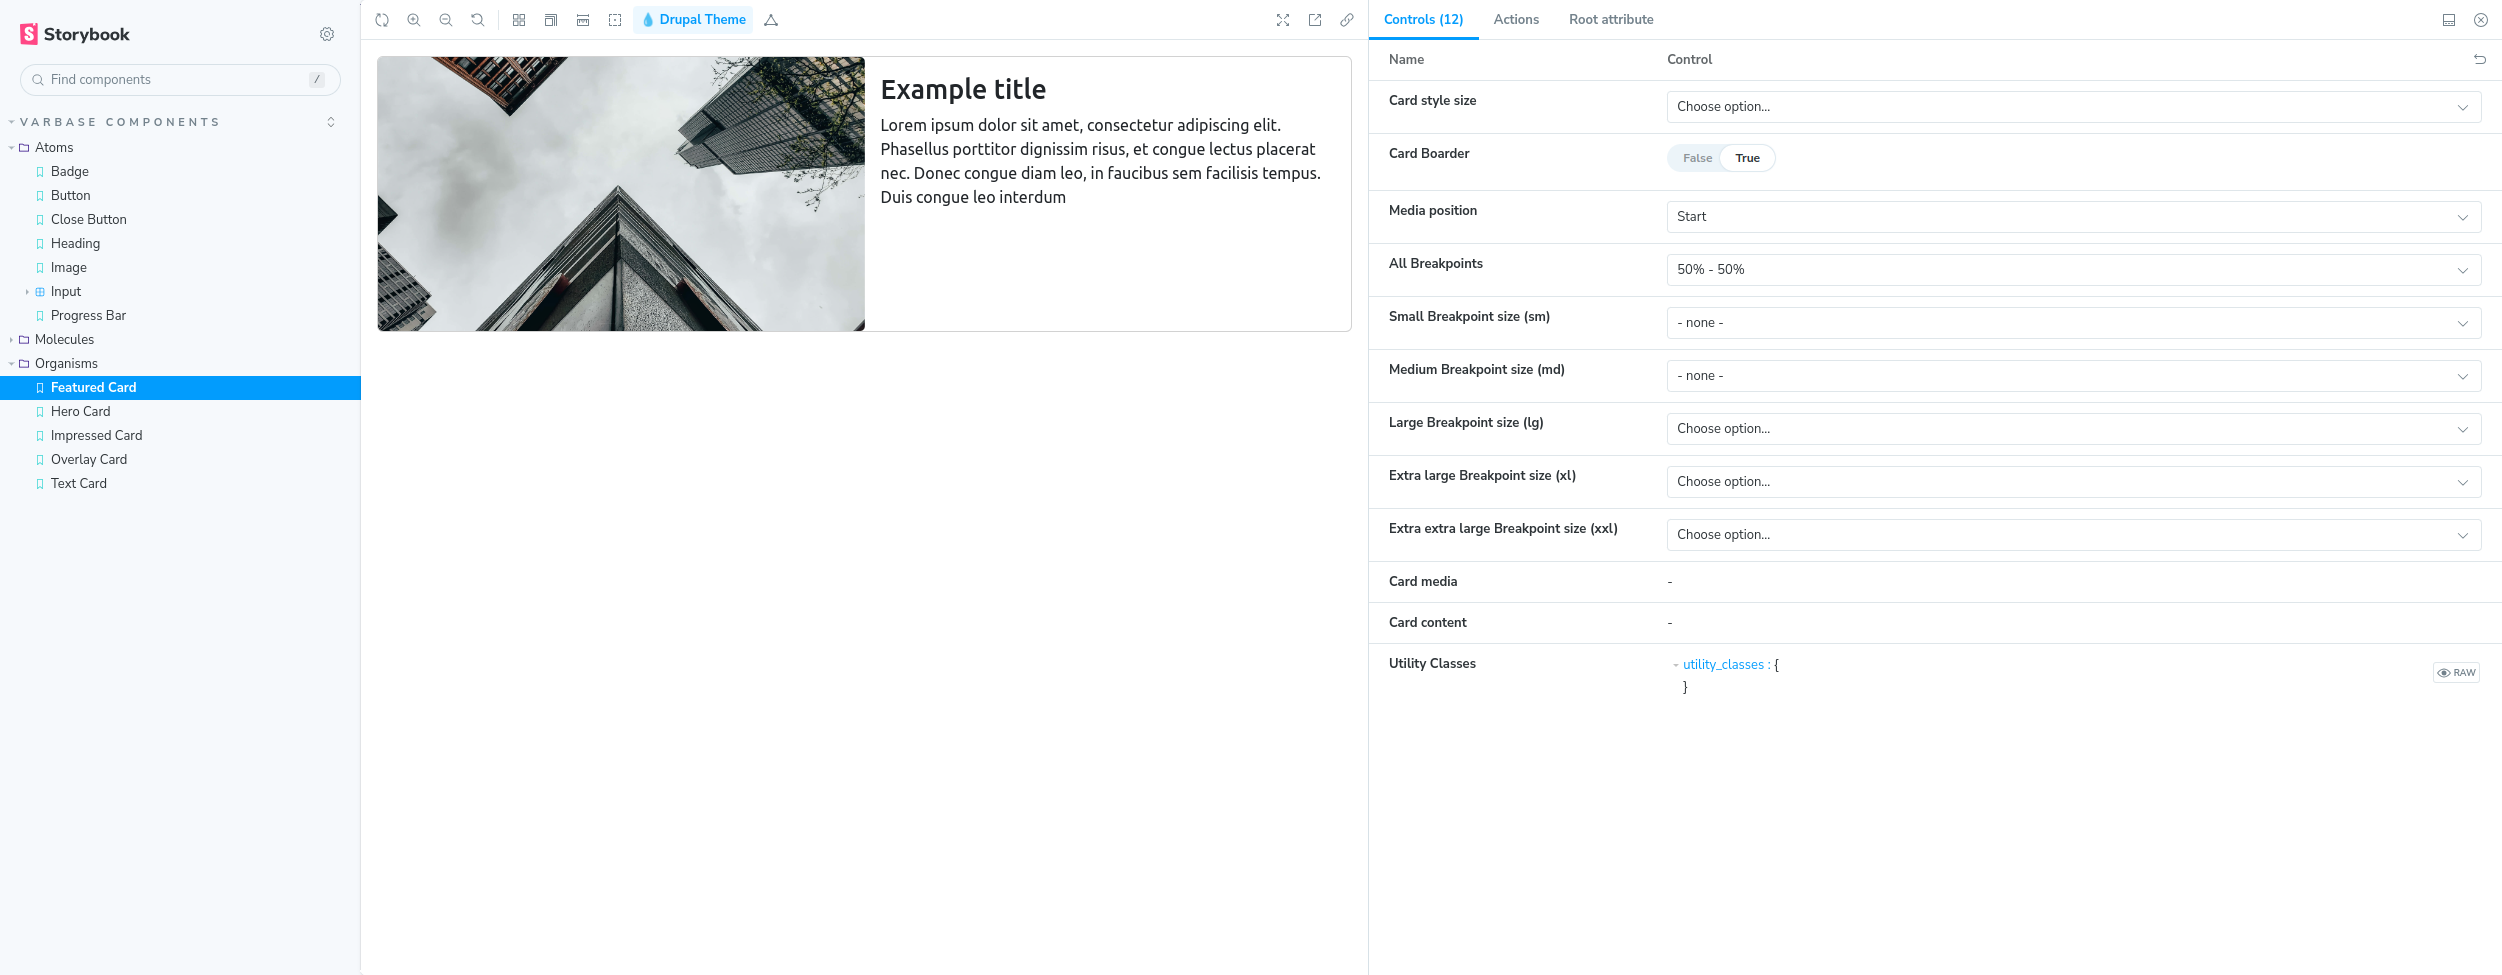 Storybook
Find components
/
VARBASE COMPONENTS
Atoms
Badge
Button
Close Button
Heading
Image
Input
Progress Bar
Molecules
Organisms
Featured Card
Hero Card
Impressed Card
Overlay Card
Text Card
Drupal Theme
Example title
Lorem ipsum dolor sit amet, consectetur adipiscing elit.
Phasellus porttitor dignissim risus, et congue lectus placerat
nec. Donec congue diam leo, in faucibus sem facilisis tempus.
Duis congue leo interdum
Controls (12) Actions Root attribute
Name Control
Card style size Choose option...
Card Boarder False True
Media position Start
All Breakpoints 50% - 50%
Small Breakpoint size (sm) - none -
Medium Breakpoint size (md) - none -
Large Breakpoint size (lg) Choose option...
Extra large Breakpoint size (xl) Choose option...
Extra extra large Breakpoint size (xxl) Choose option...
Card media -
Card content -
Utility Classes utility_classes : { RAW
}